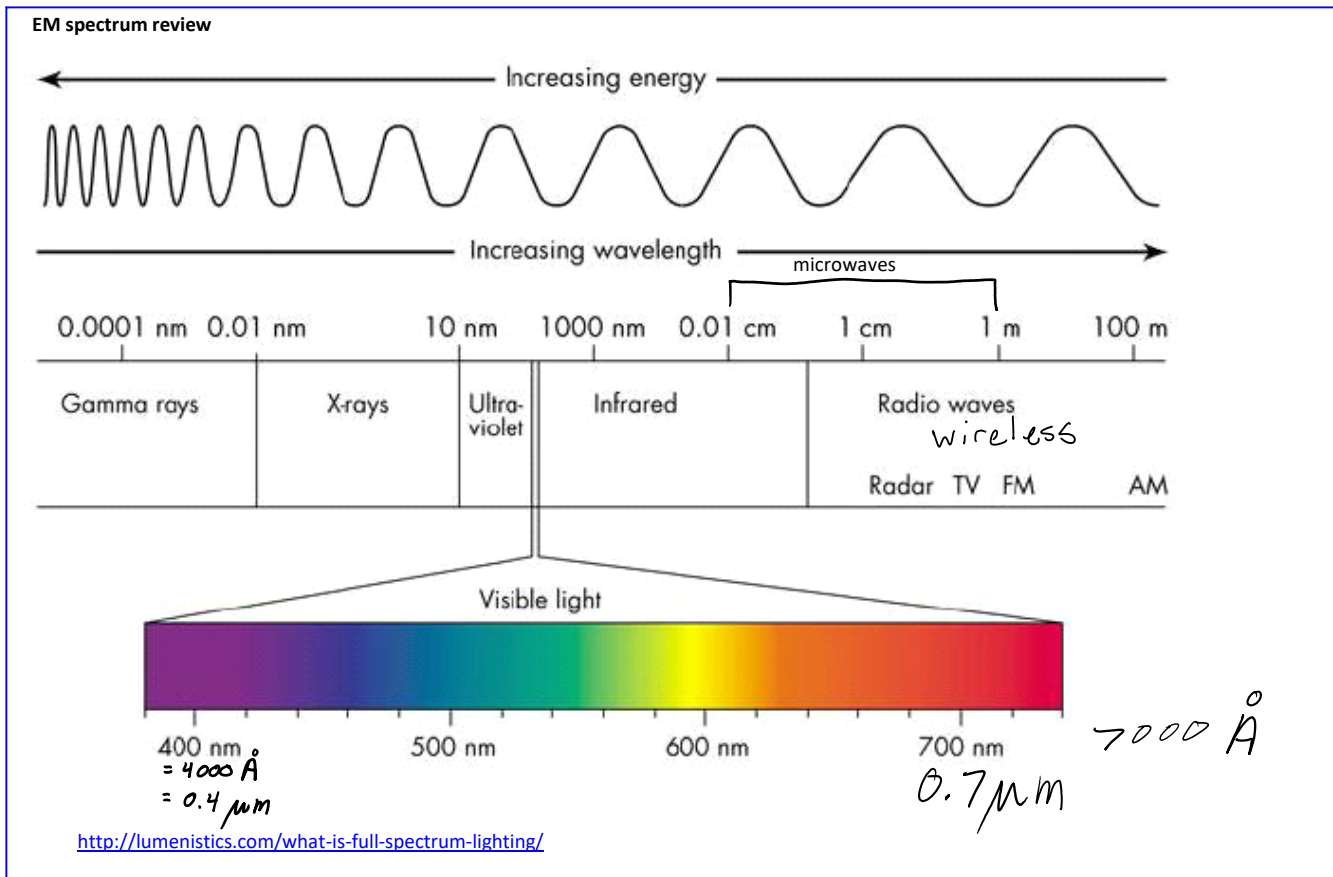 EM spectrum review
Increasing energy
Increasing wavelength
microwaves
0.0001 nm 0.01 nm 10 nm 1000 nm 0.01 cm 1 cm 1 m 100 m
Gamma rays X-rays Ultra-violet Infrared Radio waves
wireless
Radar TV FM AM
Visible light
400 nm 500 nm 600 nm 700 nm 7000 Å
= 4000 Å
= 0.4 μm 0.7 μm
http://lumenistics.com/what-is-full-spectrum-lighting/